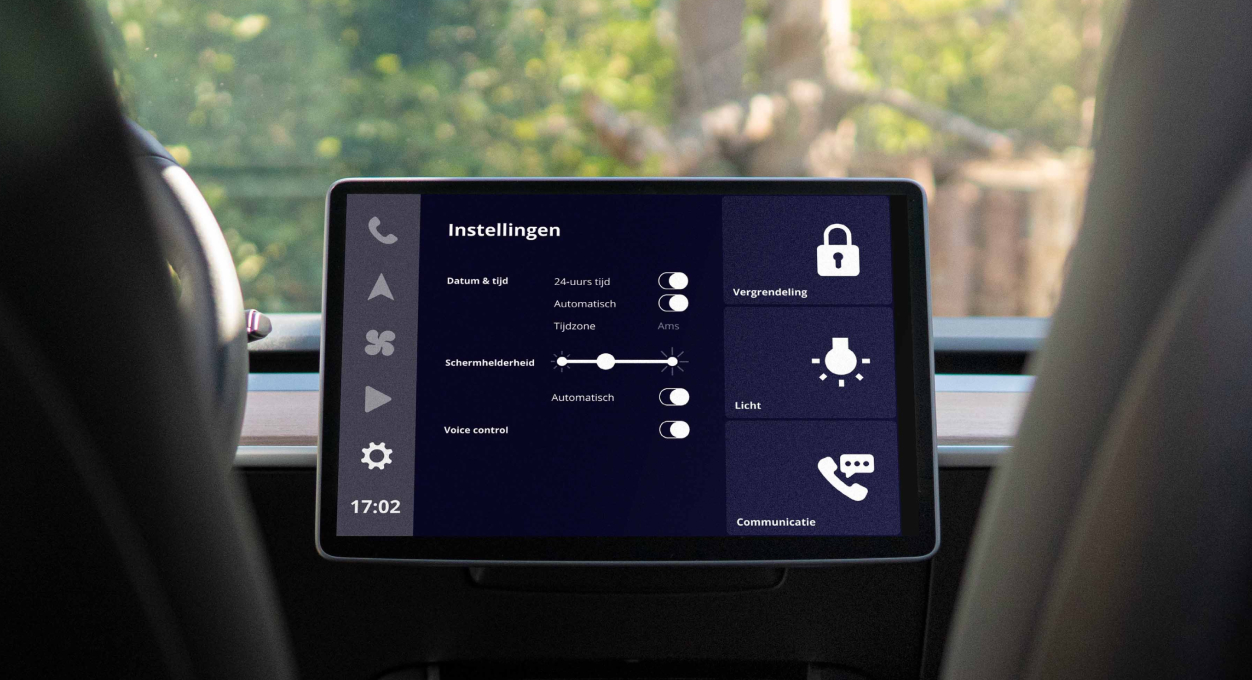 Instellingen
Datum & tijd
24-uurs tijd
Automatisch
Tijdzone Ams
Schermhelderheid
Automatisch
Voice control
17:02
Vergrendeling
Licht
Communicatie